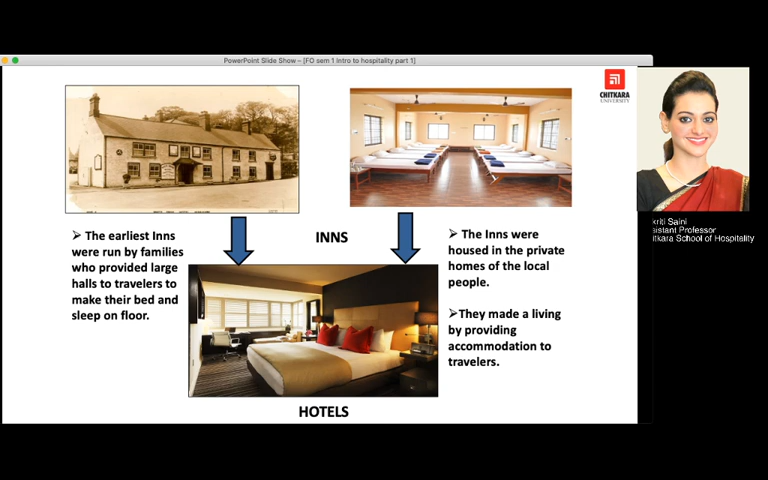 PowerPoint Slide Show – [FO sem 1 Intro to hospitality part 1]
CHITKARA
UNIVERSITY
➢ The earliest Inns
were run by families
who provided large
halls to travelers to
make their bed and
sleep on floor.
INNS
➢ The Inns were
housed in the private
homes of the local
people.
➢They made a living
by providing
accommodation to
travelers.
HOTELS
kriti Saini
sistant Professor
itkara School of Hospitality